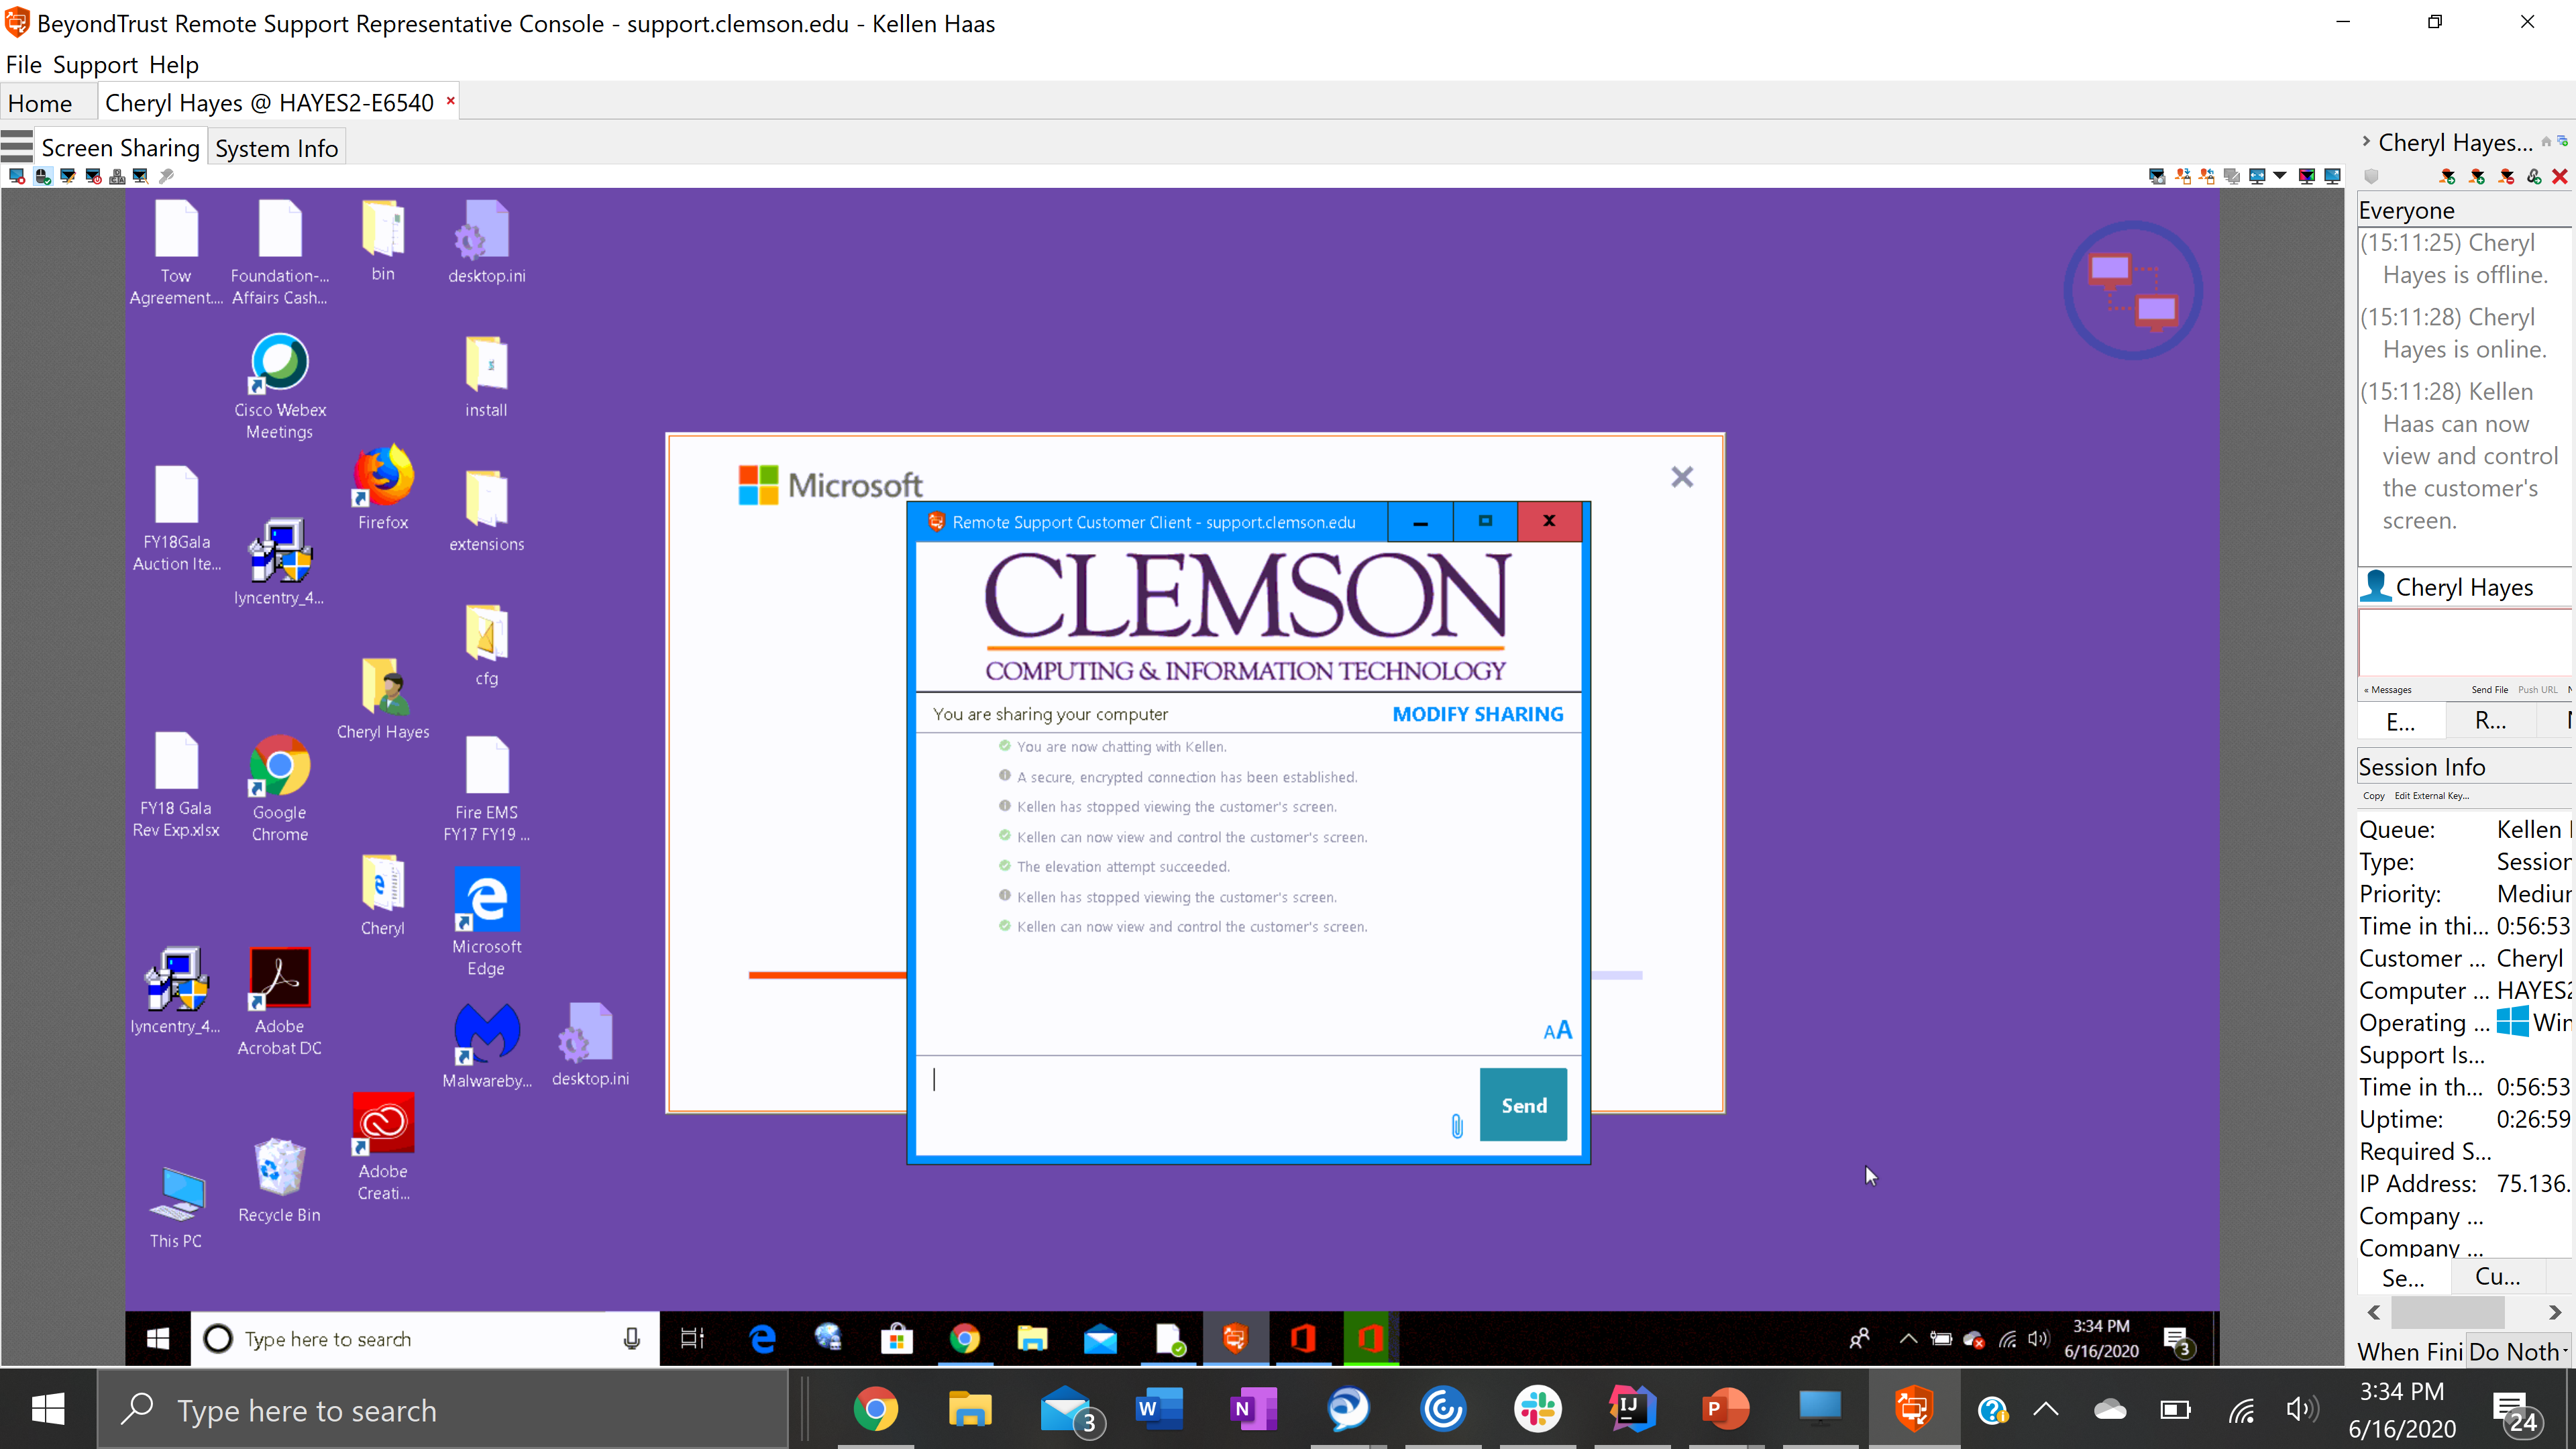 BeyondTrust Remote Support Representative Console - support.clemson.edu - Kellen Haas
File Support Help
Home
Cheryl Hayes @ HAYES2-E6540
Screen Sharing
System Info
Cheryl Hayes...
Everyone
(15:11:25) Cheryl
Hayes is offline.
(15:11:28) Cheryl
Hayes is online.
(15:11:28) Kellen
Haas can now
view and control
the customer's
screen.
Cheryl Hayes
« Messages
Send File
Push URL
E...
R...
Session Info
Copy
Edit External Key...
Queue: Kellen
Type: Session
Priority: Mediu
Time in thi... 0:56:53
Customer ... Cheryl
Computer ... HAYES2
Operating ... Win
Support Is...
Time in th... 0:56:53
Uptime: 0:26:59
Required S...
IP Address: 75.136.
Company ...
Company ...
Se...
Cu...
When Fini
Do Noth
Tow
Agreement....
Foundation-...
Affairs Cash...
bin
desktop.ini
Cisco Webex
Meetings
install
FY18Gala
Auction Ite...
lyncentry_4...
Firefox
extensions
cfg
Cheryl Hayes
FY18 Gala
Rev Exp.xlsx
Google
Chrome
Fire EMS
FY17 FY19 ...
Cheryl
Microsoft
Edge
lyncentry_4...
Adobe
Acrobat DC
Malwareby...
desktop.ini
Adobe
Creati...
Recycle Bin
This PC
Microsoft
Remote Support Customer Client - support.clemson.edu
CLEMSON
COMPUTING & INFORMATION TECHNOLOGY
You are sharing your computer
MODIFY SHARING
You are now chatting with Kellen.
A secure, encrypted connection has been established.
Kellen has stopped viewing the customer's screen.
Kellen can now view and control the customer's screen.
The elevation attempt succeeded.
Kellen has stopped viewing the customer's screen.
Kellen can now view and control the customer's screen.
AA
Send
Type here to search
3:34 PM
6/16/2020
3
Type here to search
3
W
N
IJ
P
3:34 PM
6/16/2020
24